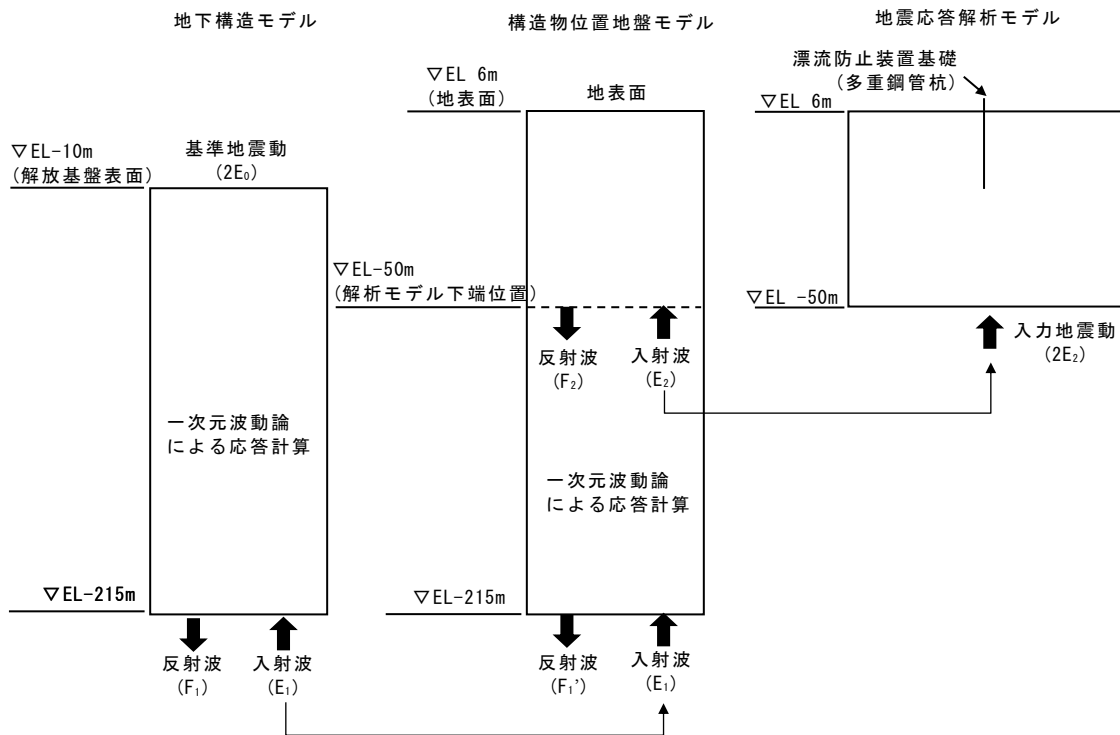 地下構造モデル
▽EL-10m
(解放基盤表面)
基準地震動
(2E₀)
一次元波動論
による応答計算
▽EL-215m
反射波
(F₁)
入射波
(E₁)
構造物位置地盤モデル
▽EL 6m
(地表面)
地表面
▽EL-50m
(解析モデル下端位置)
反射波
(F₂)
入射波
(E₂)
一次元波動論
による応答計算
▽EL-215m
反射波
(F₁')
入射波
(E₁)
地震応答解析モデル
漂流防止装置基礎
(多重鋼管杭)
▽EL 6m
▽EL -50m
入力地震動
(2E₂)